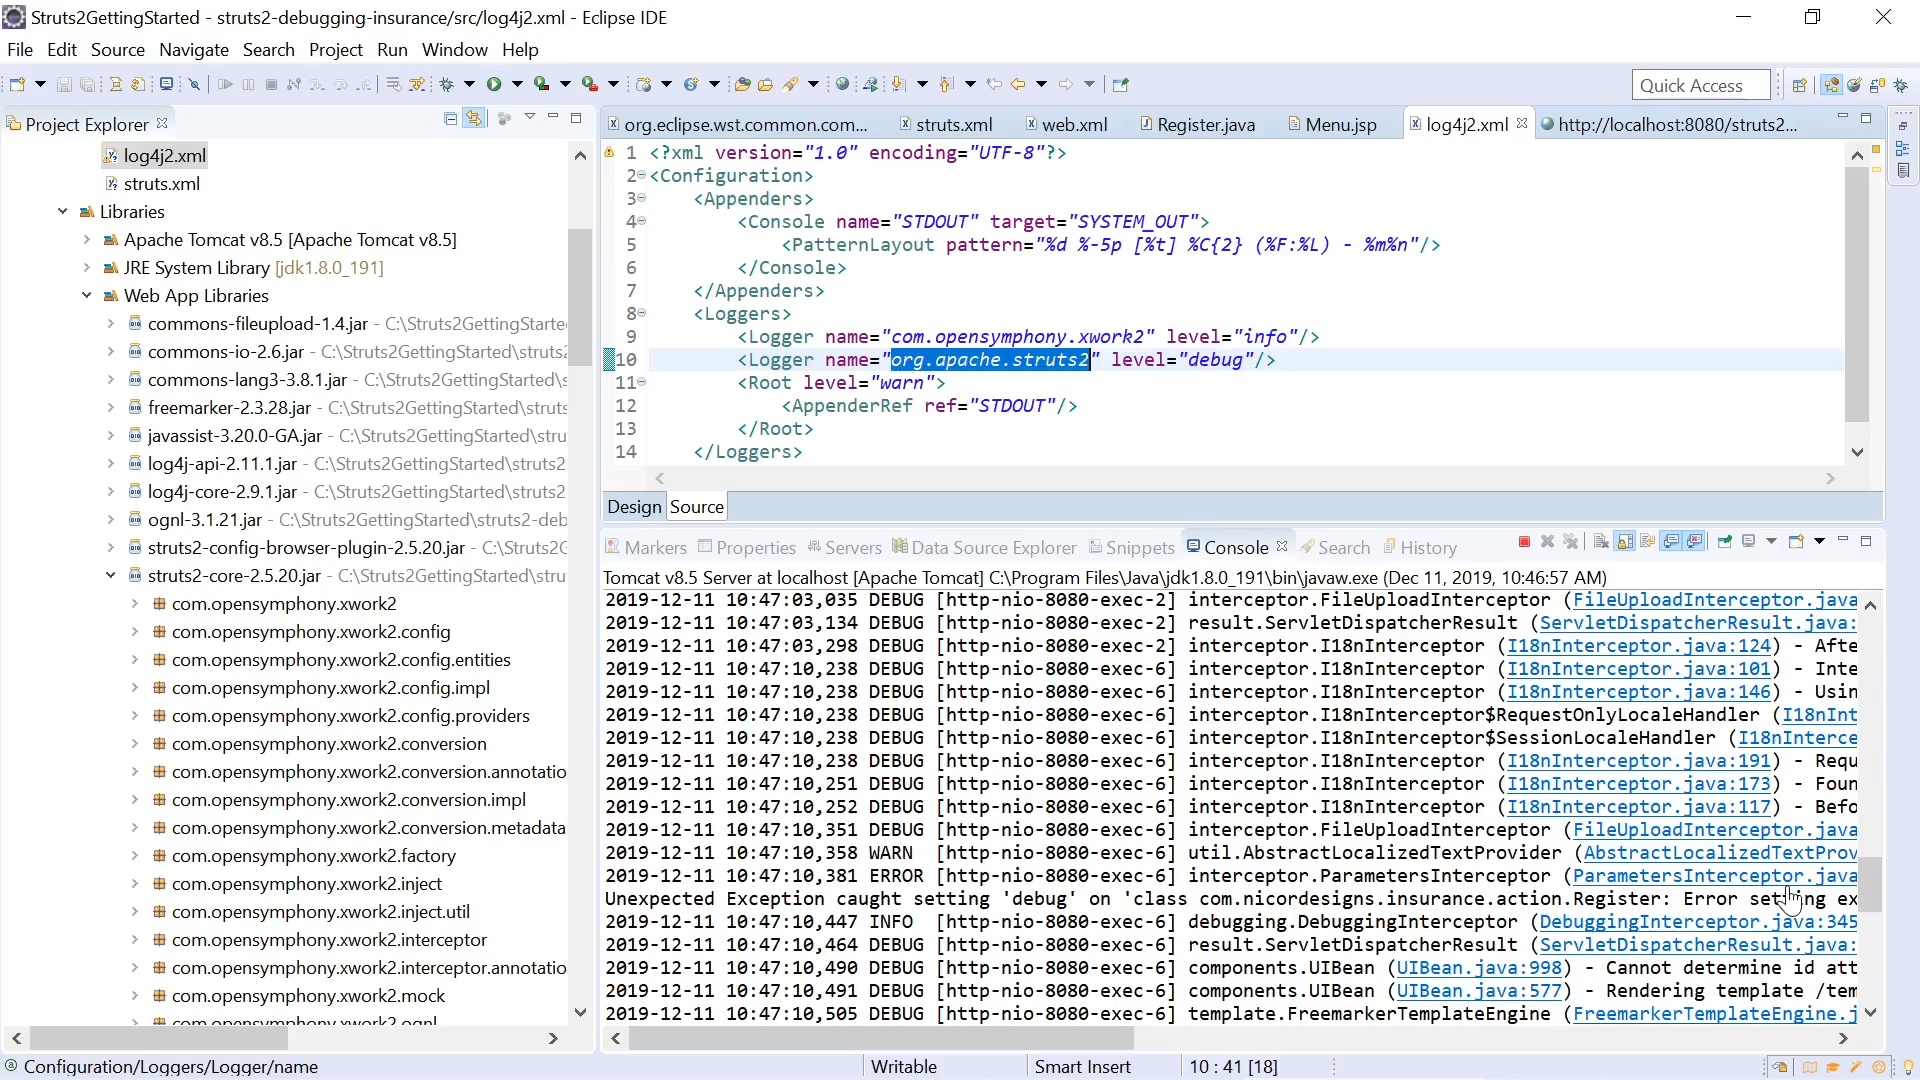 Struts2GettingStarted - struts2-debugging-insurance/src/log4j2.xml - Eclipse IDE
File Edit Source Navigate Search Project Run Window Help
Quick Access
Project Explorer
log4j2.xml
struts.xml
Libraries
Apache Tomcat v8.5 [Apache Tomcat v8.5]
JRE System Library [jdk1.8.0_191]
Web App Libraries
commons-fileupload-1.4.jar - C:\Struts2GettingStarte
commons-io-2.6.jar - C:\Struts2GettingStarted\struts
commons-lang3-3.8.1.jar - C:\Struts2GettingStarted\s
freemarker-2.3.28.jar - C:\Struts2GettingStarted\struts
javassist-3.20.0-GA.jar - C:\Struts2GettingStarted\stru
log4j-api-2.11.1.jar - C:\Struts2GettingStarted\struts2
log4j-core-2.9.1.jar - C:\Struts2GettingStarted\struts2
ognl-3.1.21.jar - C:\Struts2GettingStarted\struts2-deb
struts2-config-browser-plugin-2.5.20.jar - C:\Struts2G
struts2-core-2.5.20.jar - C:\Struts2GettingStarted\stru
com.opensymphony.xwork2
com.opensymphony.xwork2.config
com.opensymphony.xwork2.config.entities
com.opensymphony.xwork2.config.impl
com.opensymphony.xwork2.config.providers
com.opensymphony.xwork2.conversion
com.opensymphony.xwork2.conversion.annotatio
com.opensymphony.xwork2.conversion.impl
com.opensymphony.xwork2.conversion.metadata
com.opensymphony.xwork2.factory
com.opensymphony.xwork2.inject
com.opensymphony.xwork2.inject.util
com.opensymphony.xwork2.interceptor
com.opensymphony.xwork2.interceptor.annotatio
com.opensymphony.xwork2.mock
com.opensymphony.xwork2.ognl
org.eclipse.wst.common.com... struts.xml web.xml Register.java Menu.jsp log4j2.xml http://localhost:8080/struts2...
1 <?xml version="1.0" encoding="UTF-8"?>
2 <Configuration>
3 <Appenders>
4 <Console name="STDOUT" target="SYSTEM_OUT">
5 <PatternLayout pattern="%d %-5p [%t] %C{2} (%F:%L) - %m%n"/>
6 </Console>
7 </Appenders>
8 <Loggers>
9 <Logger name="com.opensymphony.xwork2" level="info"/>
10 <Logger name="org.apache.struts2" level="debug"/>
11 <Root level="warn">
12 <AppenderRef ref="STDOUT"/>
13 </Root>
14 </Loggers>
Design Source
Markers Properties Servers Data Source Explorer Snippets Console Search History
Tomcat v8.5 Server at localhost [Apache Tomcat] C:\Program Files\Java\jdk1.8.0_191\bin\javaw.exe (Dec 11, 2019, 10:46:57 AM)
2019-12-11 10:47:03,035 DEBUG [http-nio-8080-exec-2] interceptor.FileUploadInterceptor (FileUploadInterceptor.java
2019-12-11 10:47:03,134 DEBUG [http-nio-8080-exec-2] result.ServletDispatcherResult (ServletDispatcherResult.java:
2019-12-11 10:47:03,298 DEBUG [http-nio-8080-exec-2] interceptor.I18nInterceptor (I18nInterceptor.java:124) - Afte
2019-12-11 10:47:10,238 DEBUG [http-nio-8080-exec-6] interceptor.I18nInterceptor (I18nInterceptor.java:101) - Inte
2019-12-11 10:47:10,238 DEBUG [http-nio-8080-exec-6] interceptor.I18nInterceptor (I18nInterceptor.java:146) - Usin
2019-12-11 10:47:10,238 DEBUG [http-nio-8080-exec-6] interceptor.I18nInterceptor$RequestOnlyLocaleHandler (I18nInt
2019-12-11 10:47:10,238 DEBUG [http-nio-8080-exec-6] interceptor.I18nInterceptor$SessionLocaleHandler (I18nInterce
2019-12-11 10:47:10,238 DEBUG [http-nio-8080-exec-6] interceptor.I18nInterceptor (I18nInterceptor.java:191) - Requ
2019-12-11 10:47:10,251 DEBUG [http-nio-8080-exec-6] interceptor.I18nInterceptor (I18nInterceptor.java:173) - Foun
2019-12-11 10:47:10,252 DEBUG [http-nio-8080-exec-6] interceptor.I18nInterceptor (I18nInterceptor.java:117) - Befo
2019-12-11 10:47:10,351 DEBUG [http-nio-8080-exec-6] interceptor.FileUploadInterceptor (FileUploadInterceptor.java
2019-12-11 10:47:10,358 WARN [http-nio-8080-exec-6] util.AbstractLocalizedTextProvider (AbstractLocalizedTextProv
2019-12-11 10:47:10,381 ERROR [http-nio-8080-exec-6] interceptor.ParametersInterceptor (ParametersInterceptor.java
Unexpected Exception caught setting 'debug' on 'class com.nicordesigns.insurance.action.Register: Error setting ex
2019-12-11 10:47:10,447 INFO [http-nio-8080-exec-6] debugging.DebuggingInterceptor (DebuggingInterceptor.java:345
2019-12-11 10:47:10,464 DEBUG [http-nio-8080-exec-6] result.ServletDispatcherResult (ServletDispatcherResult.java:
2019-12-11 10:47:10,490 DEBUG [http-nio-8080-exec-6] components.UIBean (UIBean.java:998) - Cannot determine id att
2019-12-11 10:47:10,491 DEBUG [http-nio-8080-exec-6] components.UIBean (UIBean.java:577) - Rendering template /tem
2019-12-11 10:47:10,505 DEBUG [http-nio-8080-exec-6] template.FreemarkerTemplateEngine (FreemarkerTemplateEngine.j
Configuration/Loggers/Logger/name Writable Smart Insert 10 : 41 [18]